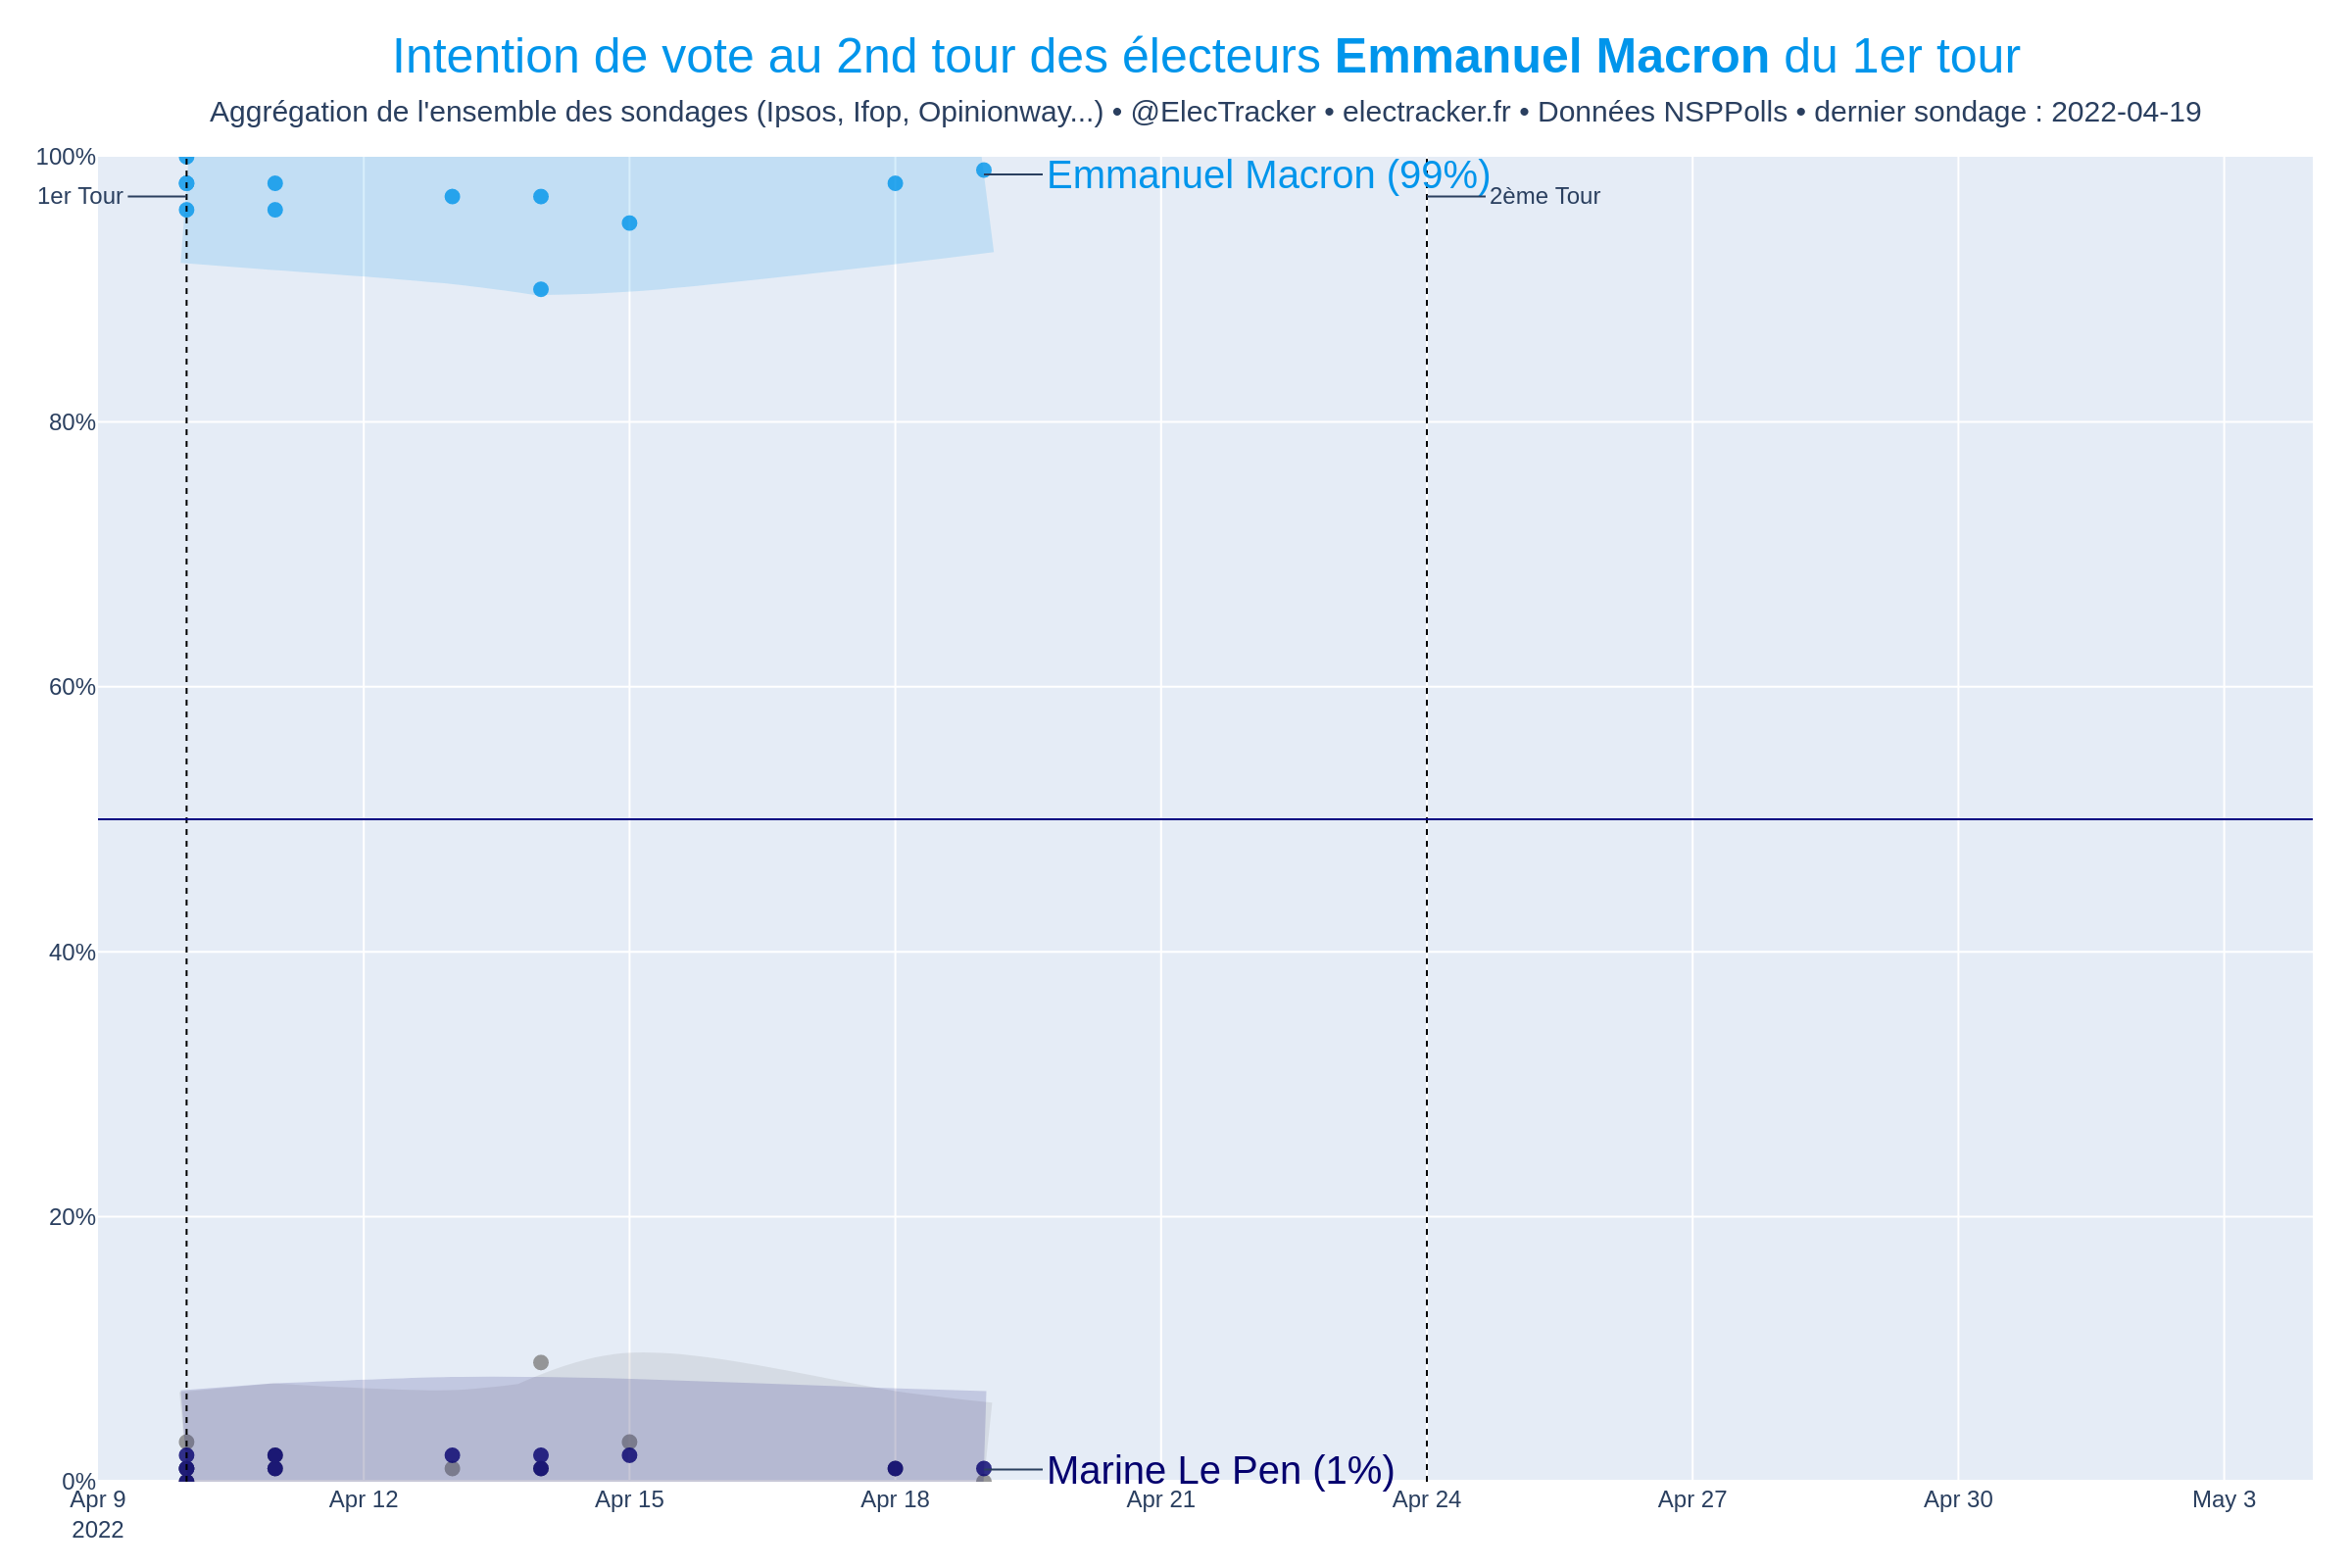 Intention de vote au 2nd tour des électeurs Emmanuel Macron du 1er tour
Aggrégation de l'ensemble des sondages (Ipsos, Ifop, Opinionway...) • @ElecTracker • electracker.fr • Données NSPPolls • dernier sondage : 2022-04-19
100%
Emmanuel Macron (99%)
1er Tour
2ème Tour
80%
60%
40%
20%
Marine Le Pen (1%)
0%
Apr 9 Apr 12 Apr 15 Apr 18 Apr 21 Apr 24 Apr 27 Apr 30 May 3
2022